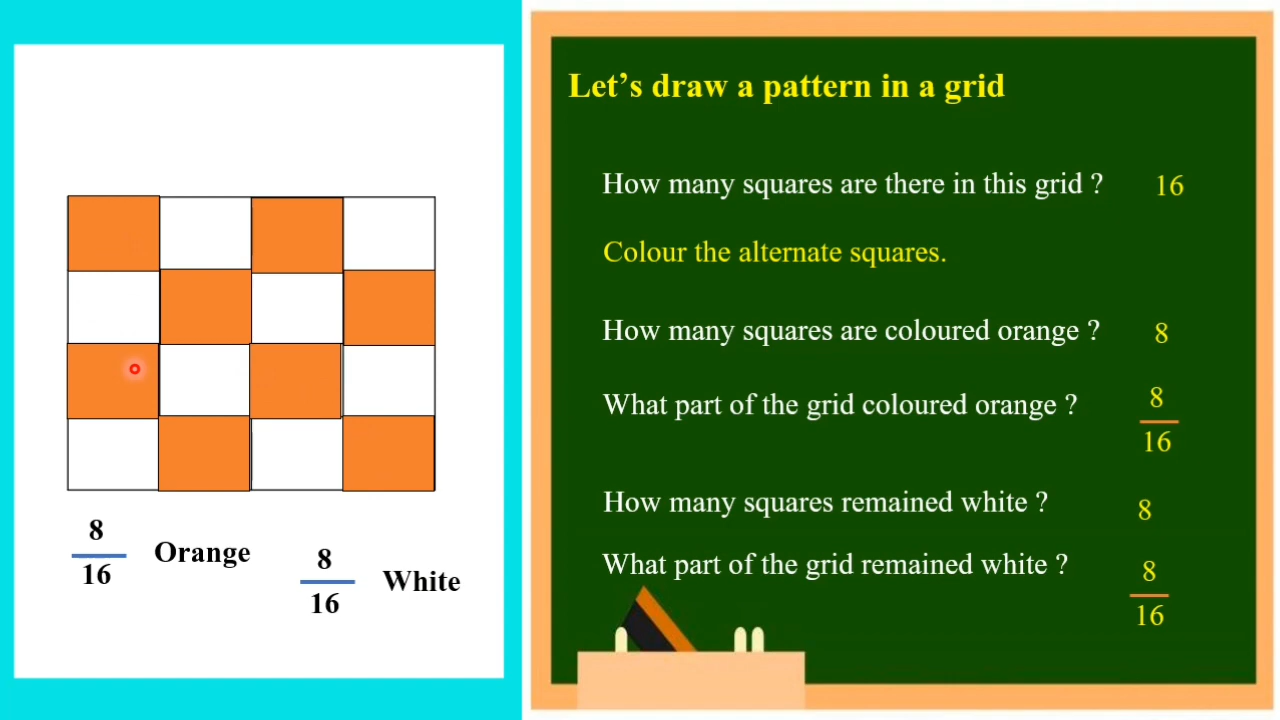 8
16
Orange
8
16
White
Let's draw a pattern in a grid
How many squares are there in this grid ? 16
Colour the alternate squares.
How many squares are coloured orange ? 8
What part of the grid coloured orange ? 8
16
How many squares remained white ? 8
What part of the grid remained white ? 8
16